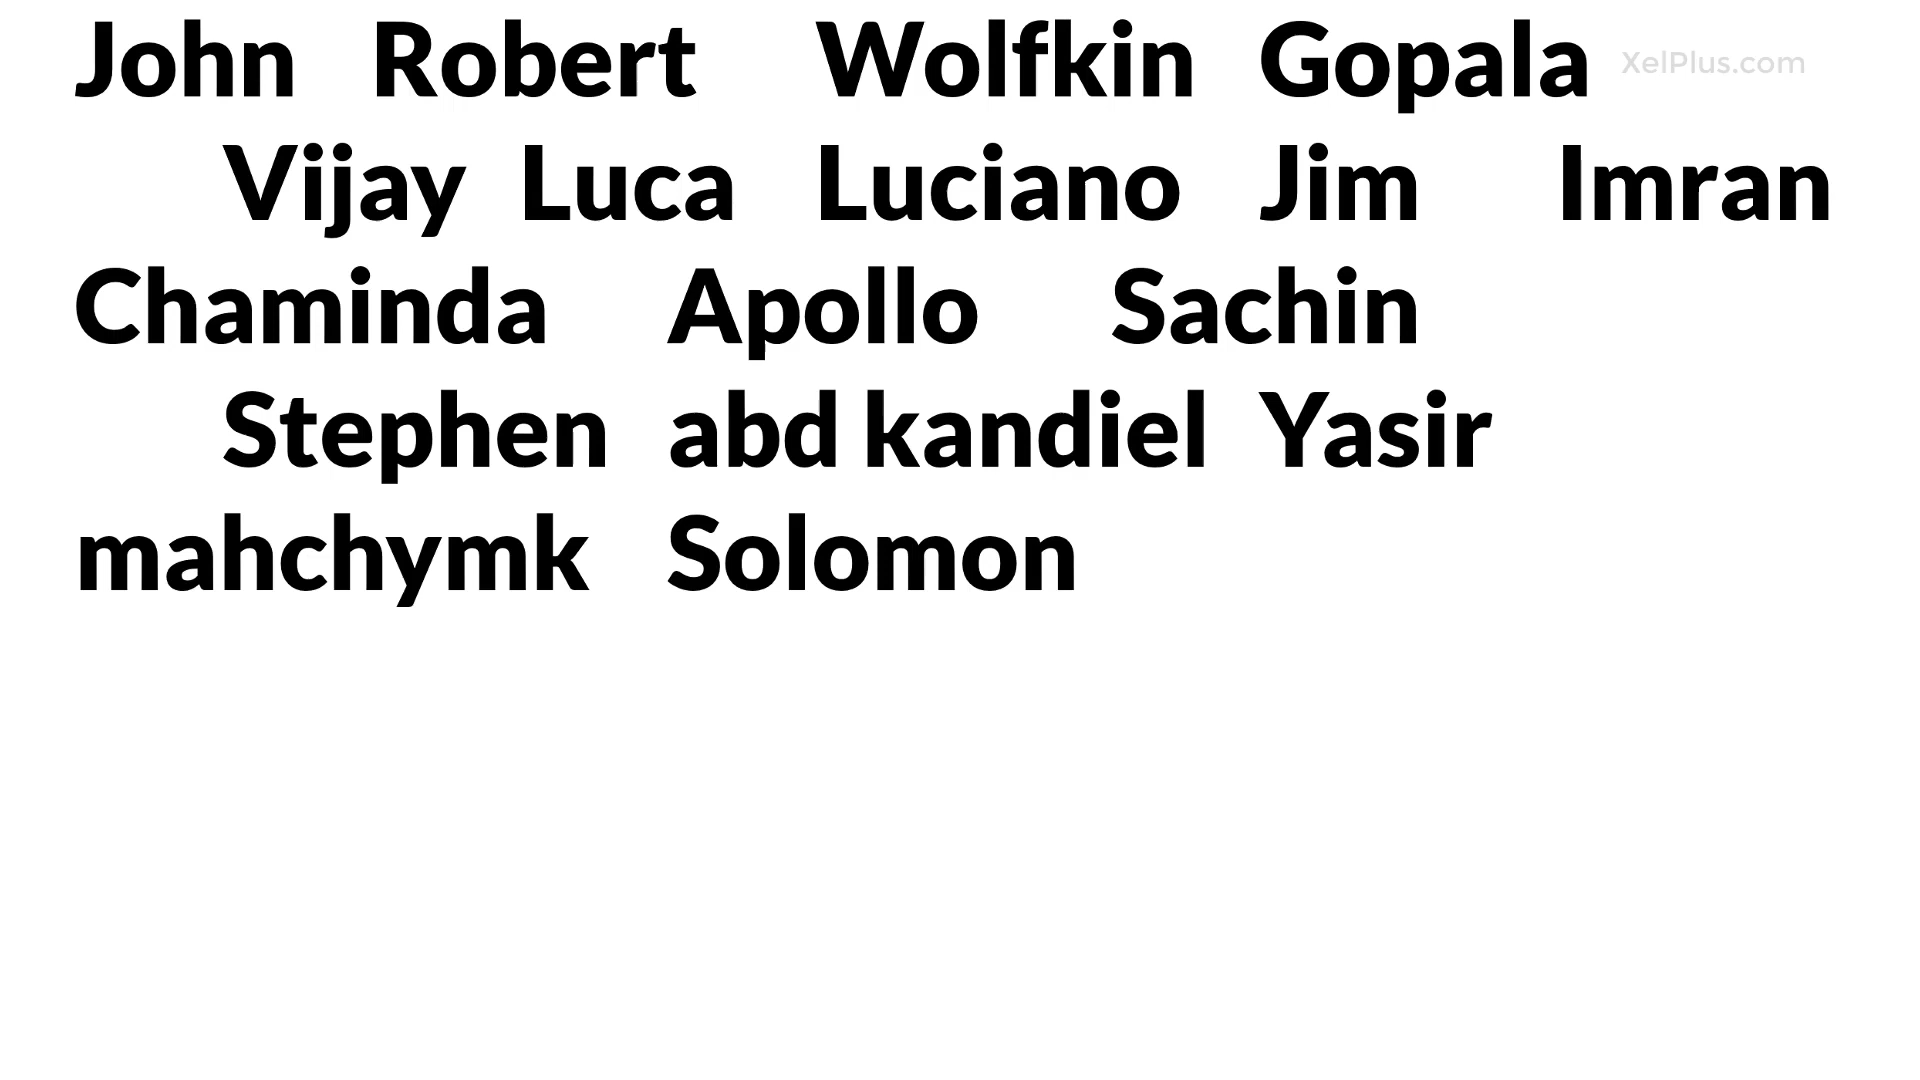 John Robert Wolfkin Gopala XelPlus.com
Vijay Luca Luciano Jim Imran
Chaminda Apollo Sachin
Stephen abd kandiel Yasir
mahchymk Solomon